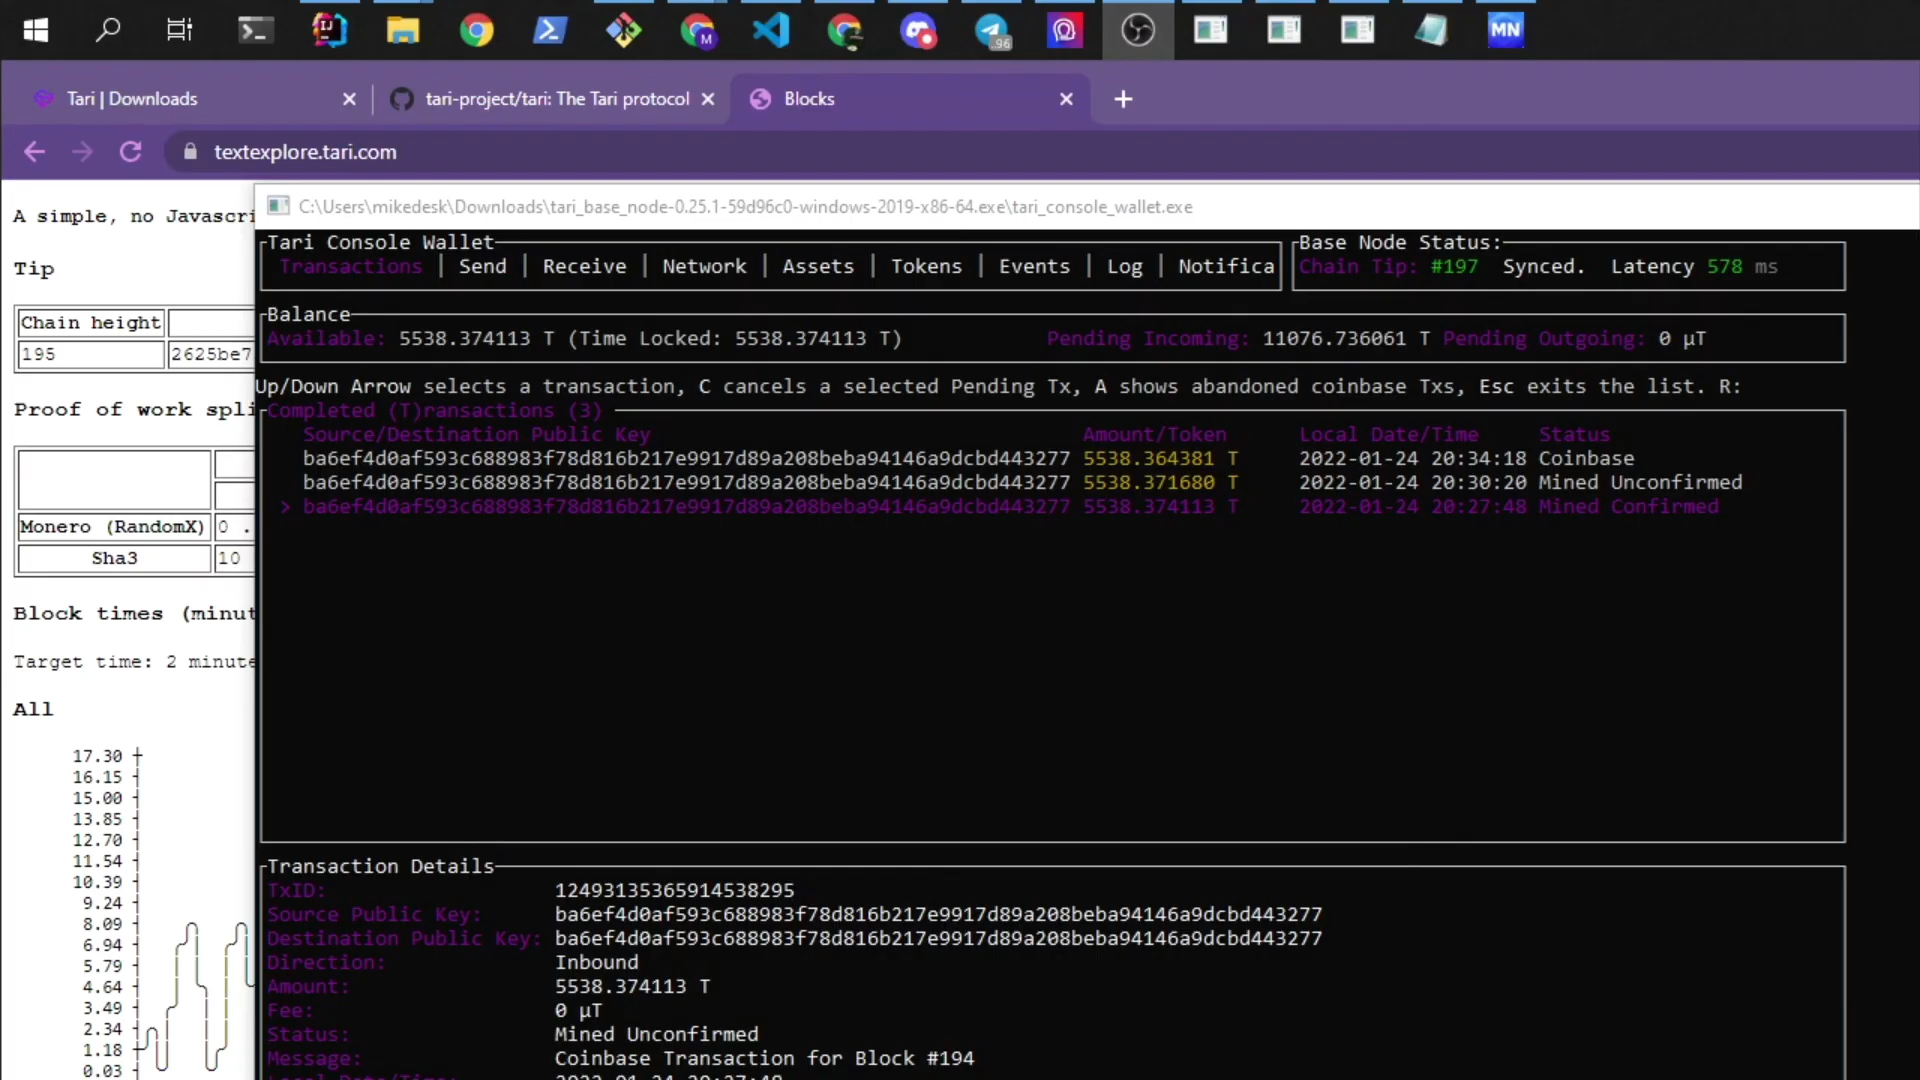 Tari | Downloads
tari-project/tari: The Tari protocol
Blocks
textexplore.tari.com
C:\Users\mikedesk\Downloads\tari_base_node-0.25.1-59d96c0-windows-2019-x86-64.exe\tari_console_wallet.exe
A simple, no Javascri
Tip
Chain height
195 2625be7
Proof of work spli
Monero (RandomX) 0 .
Sha3 10
Block times (minut
Target time: 2 minute
All
17.30
16.15
15.00
13.85
12.70
11.54
10.39
9.24
8.09
6.94
5.79
4.64
3.49
2.34
1.18
0.03
Tari Console Wallet
Transactions | Send | Receive | Network | Assets | Tokens | Events | Log | Notifica
Base Node Status:
Chain Tip: #197 Synced. Latency 578 ms
Balance
Available: 5538.374113 T (Time Locked: 5538.374113 T) Pending Incoming: 11076.736061 T Pending Outgoing: 0 µT
Up/Down Arrow selects a transaction, C cancels a selected Pending Tx, A shows abandoned coinbase Txs, Esc exits the list. R:
Completed (T)ransactions (3)
Source/Destination Public Key Amount/Token Local Date/Time Status
ba6ef4d0af593c688983f78d816b217e9917d89a208beba94146a9dcbd443277 5538.364381 T 2022-01-24 20:34:18 Coinbase
ba6ef4d0af593c688983f78d816b217e9917d89a208beba94146a9dcbd443277 5538.371680 T 2022-01-24 20:30:20 Mined Unconfirmed
> ba6ef4d0af593c688983f78d816b217e9917d89a208beba94146a9dcbd443277 5538.374113 T 2022-01-24 20:27:48 Mined Confirmed
Transaction Details
TxID: 12493135365914538295
Source Public Key: ba6ef4d0af593c688983f78d816b217e9917d89a208beba94146a9dcbd443277
Destination Public Key: ba6ef4d0af593c688983f78d816b217e9917d89a208beba94146a9dcbd443277
Direction: Inbound
Amount: 5538.374113 T
Fee: 0 µT
Status: Mined Unconfirmed
Message: Coinbase Transaction for Block #194
Local Date/Time: 2022-01-24 20:27:48
96
M
MN